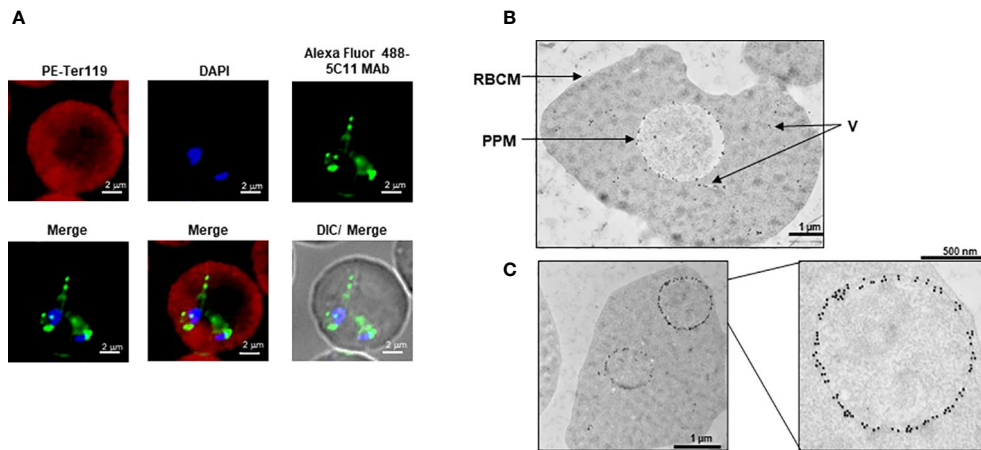 A
PE-Ter119
DAPI
Alexa Fluor 488-
5C11 MAb
2 µm
2 µm
2 µm
Merge
Merge
DIC/ Merge
2 µm
2 µm
2 µm
B
RBCM
PPM
V
1 µm
C
1 µm
500 nm